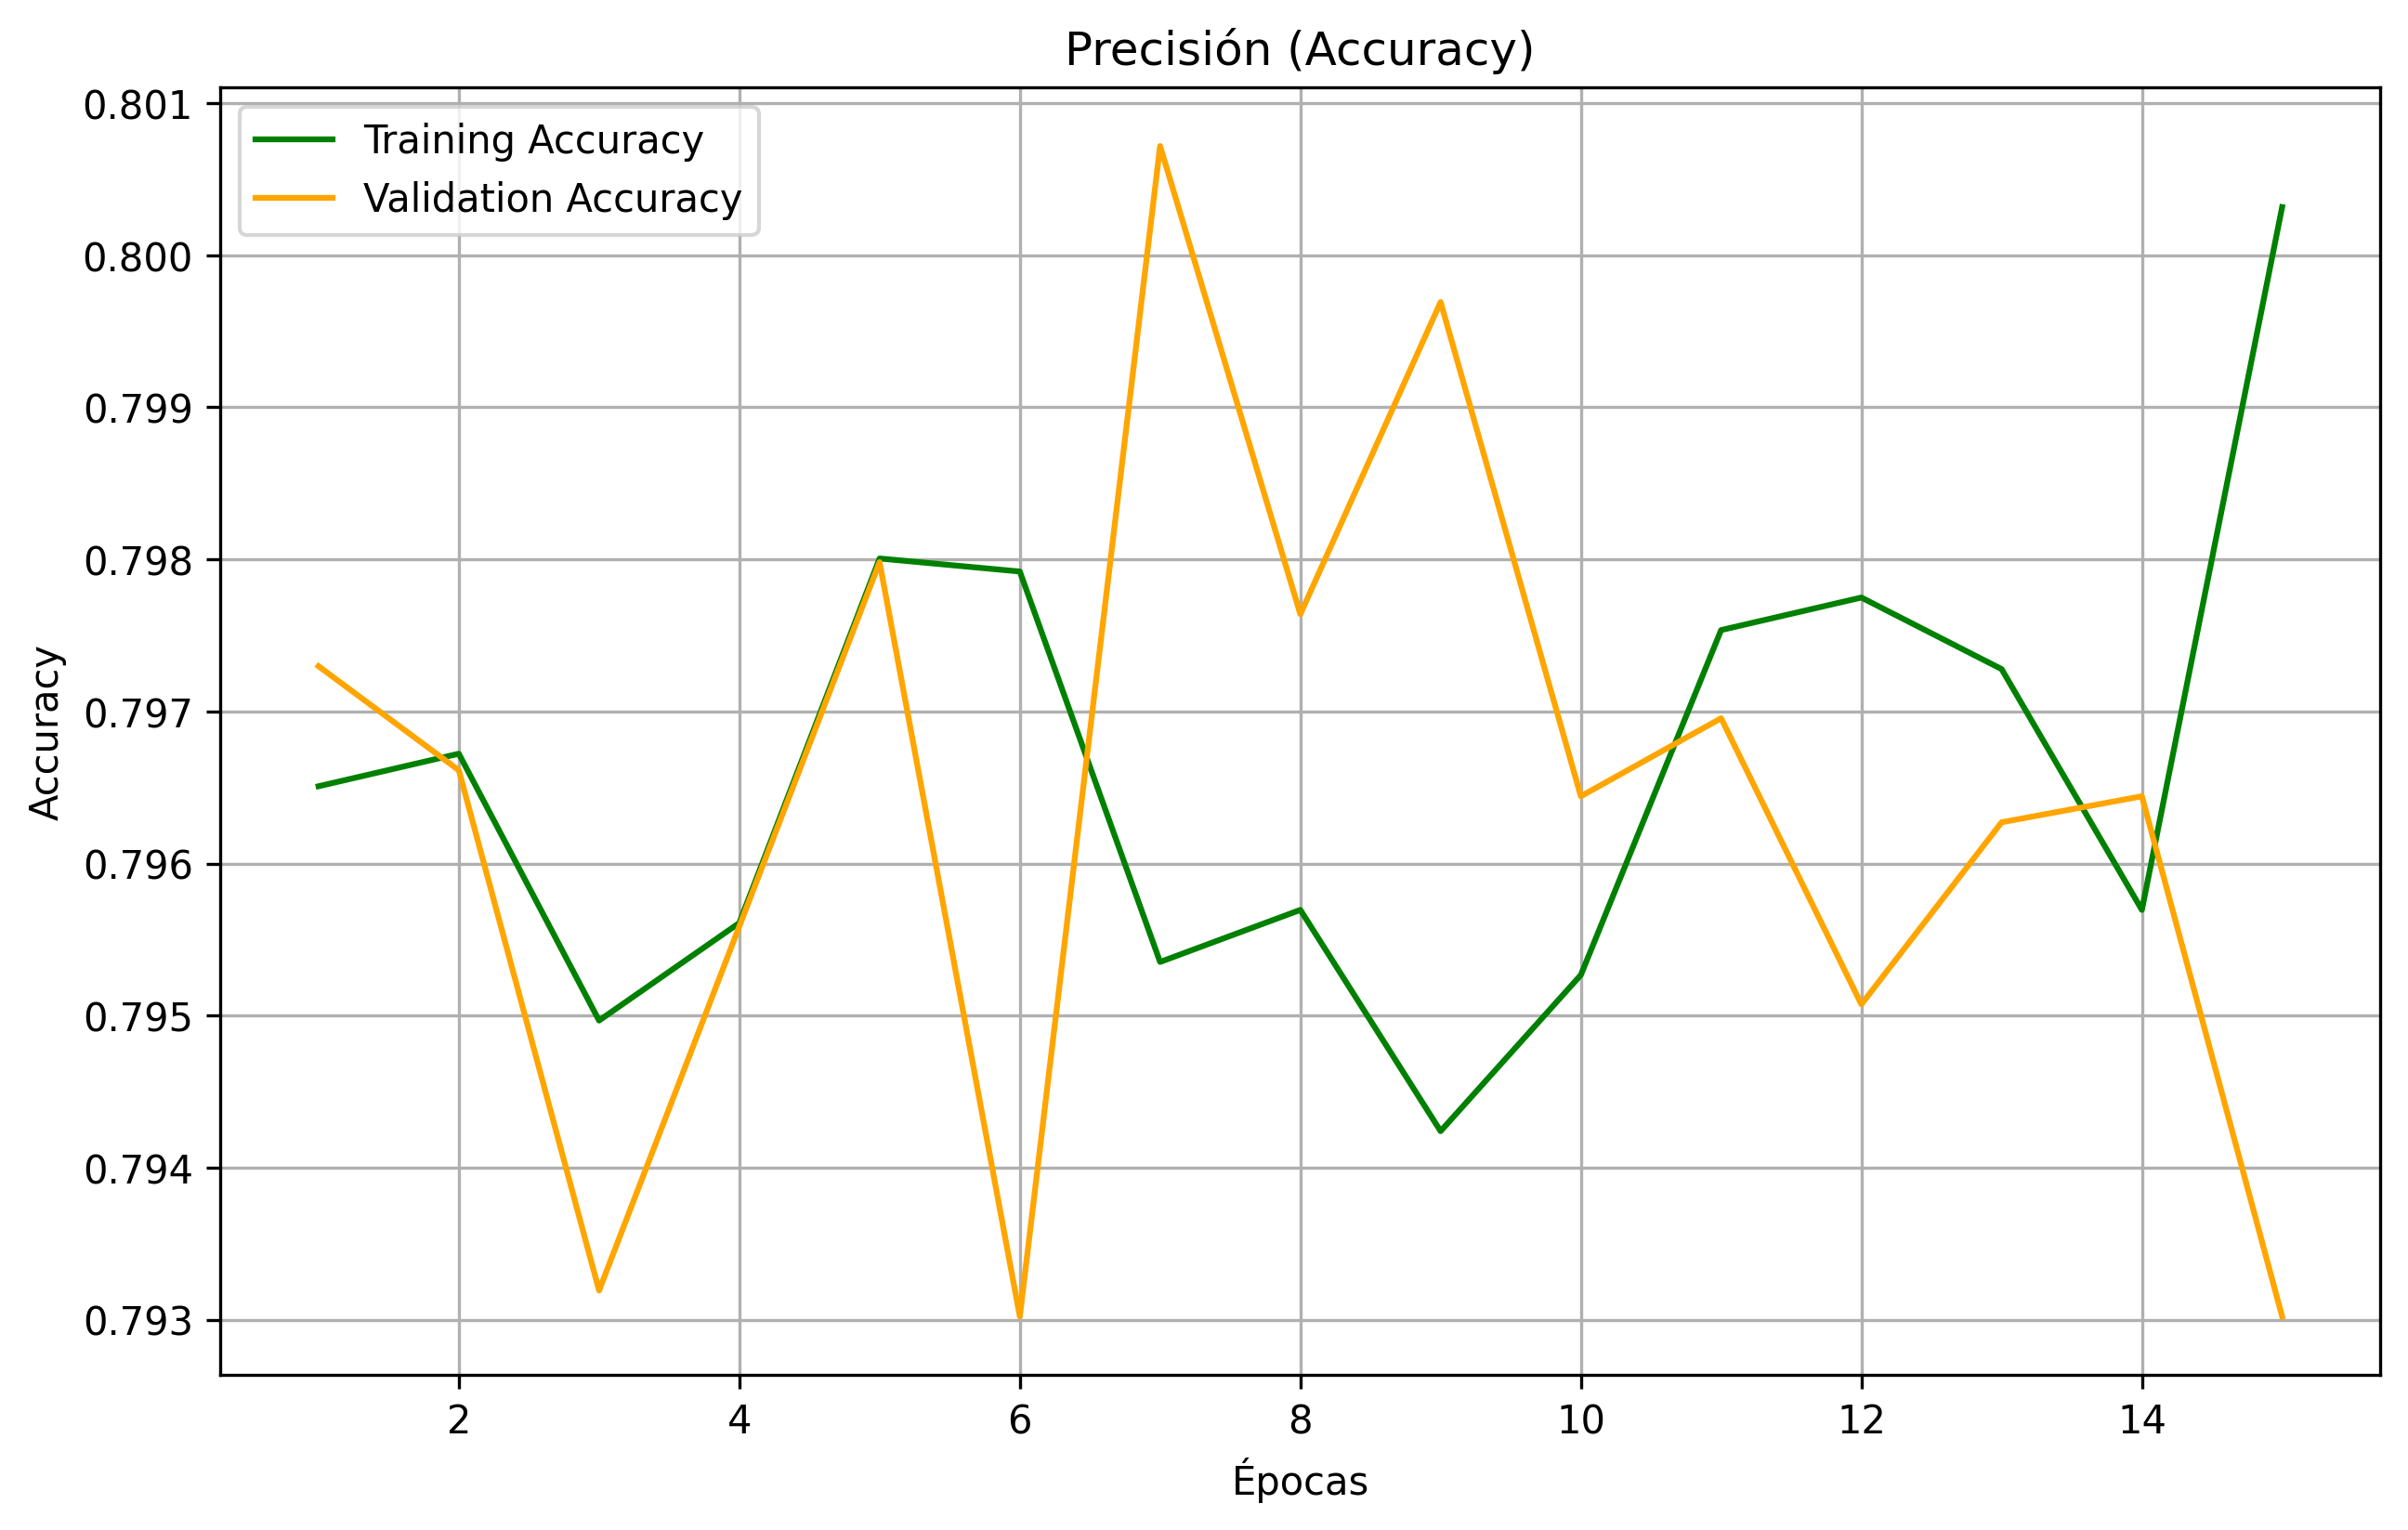 Precisión (Accuracy)
Training Accuracy
Validation Accuracy
0.801
0.800
0.799
0.798
0.797
0.796
0.795
0.794
0.793
Accuracy
2 4 6 8 10 12 14
Épocas